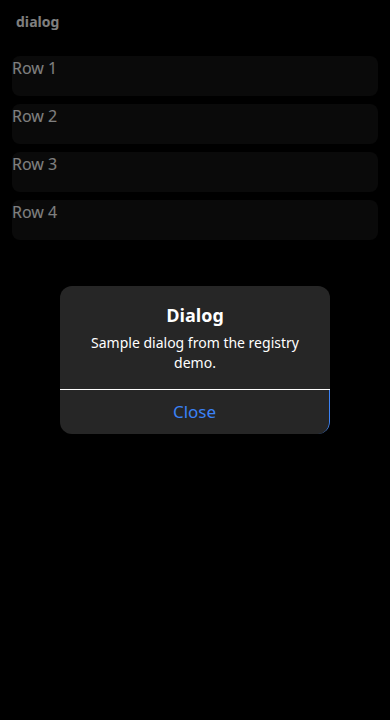 dialog
Row 1
Row 2
Row 3
Row 4
Dialog
Sample dialog from the registry
demo.
Close